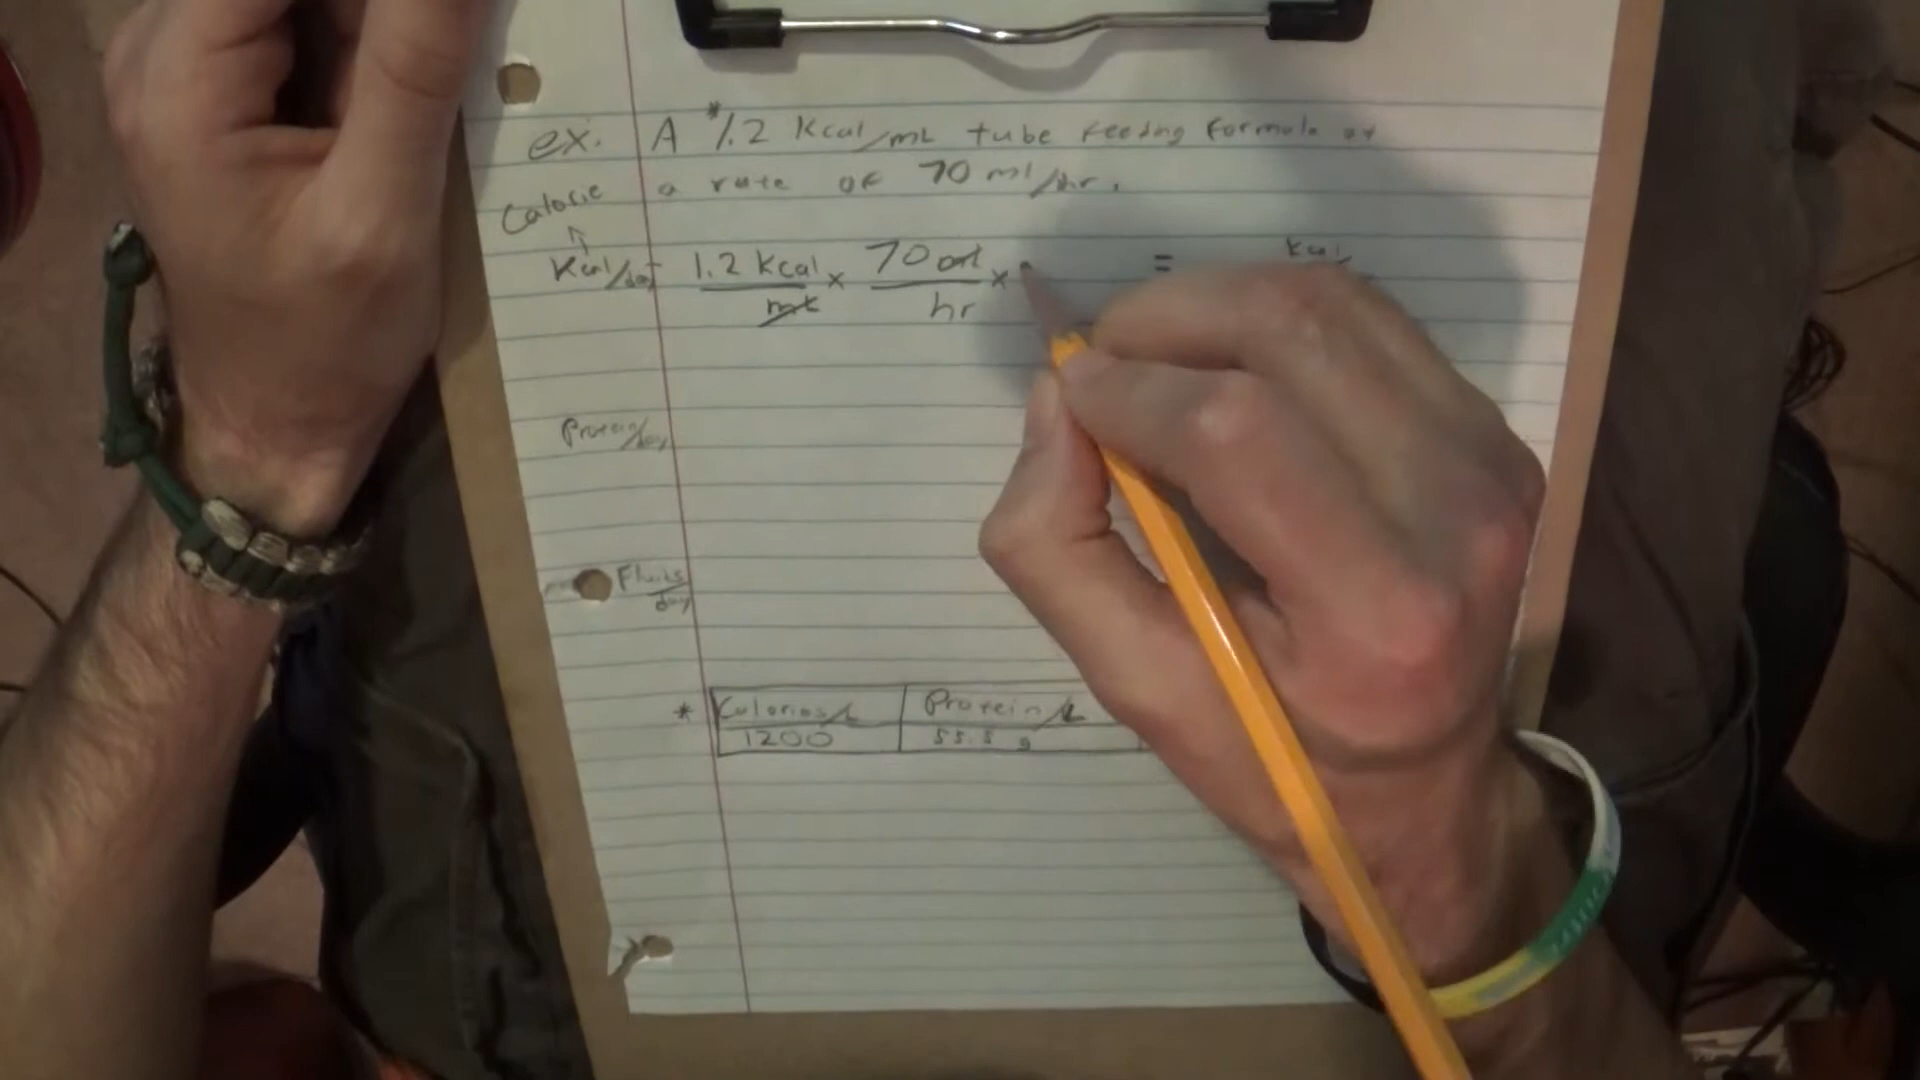 ex. A *1.2 Kcal/mL tube feeding formula at
a rate of 70 ml/hr.
Calorie
Kcal/day 1.2 Kcal/mL x 70 ml/hr x = Kcal/
Protein/day
Fluids/day
* Calories/L Protein/L
1200 55.5 g